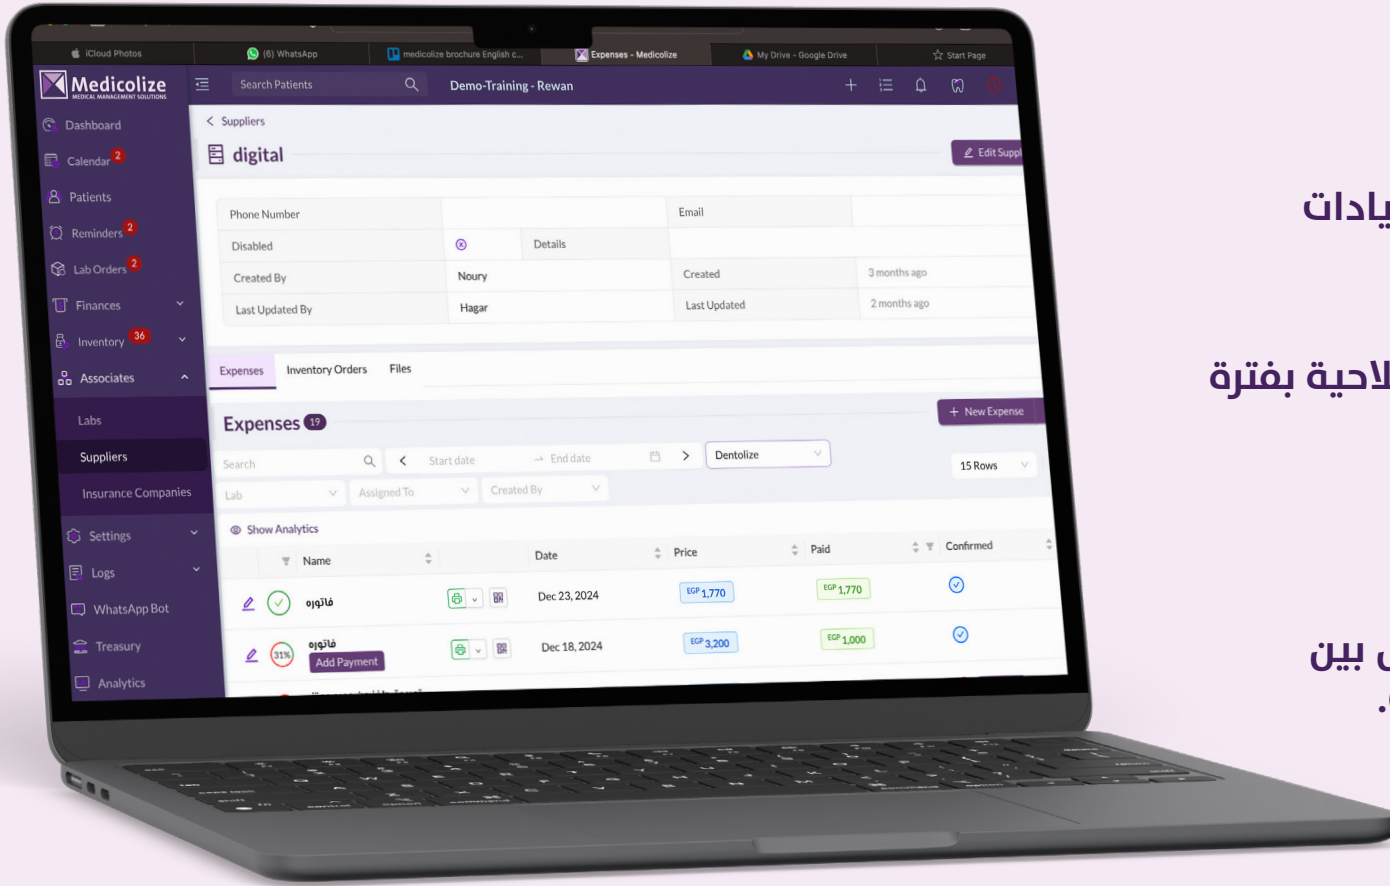 iCloud Photos
(6) WhatsApp
medicolize brochure English c...
Expenses - Medicolize
My Drive - Google Drive
Start Page
Medicolize
MEDICAL MANAGEMENT SOLUTIONS
Search Patients
Demo-Training - Rewan
Dashboard
Calendar 2
Patients
Reminders 2
Lab Orders 2
Finances
Inventory 36
Associates
Labs
Suppliers
Insurance Companies
Settings
Logs
WhatsApp Bot
Treasury
Analytics
Suppliers
digital
Edit Suppl
Phone Number
Email
Disabled
Details
Created By
Noury
Created
3 months ago
Last Updated By
Hagar
Last Updated
2 months ago
Expenses
Inventory Orders
Files
Expenses 19
+ New Expense
Search
Start date
→ End date
Dentolize
15 Rows
Lab
Assigned To
Created By
Show Analytics
Name
Date
Price
Paid
Confirmed
فاتوره
Dec 23, 2024
EGP 1,770
EGP 1,770
31%
فاتوره
Add Payment
Dec 18, 2024
EGP 3,200
EGP 1,000
يادات
لاحية بفترة
بين